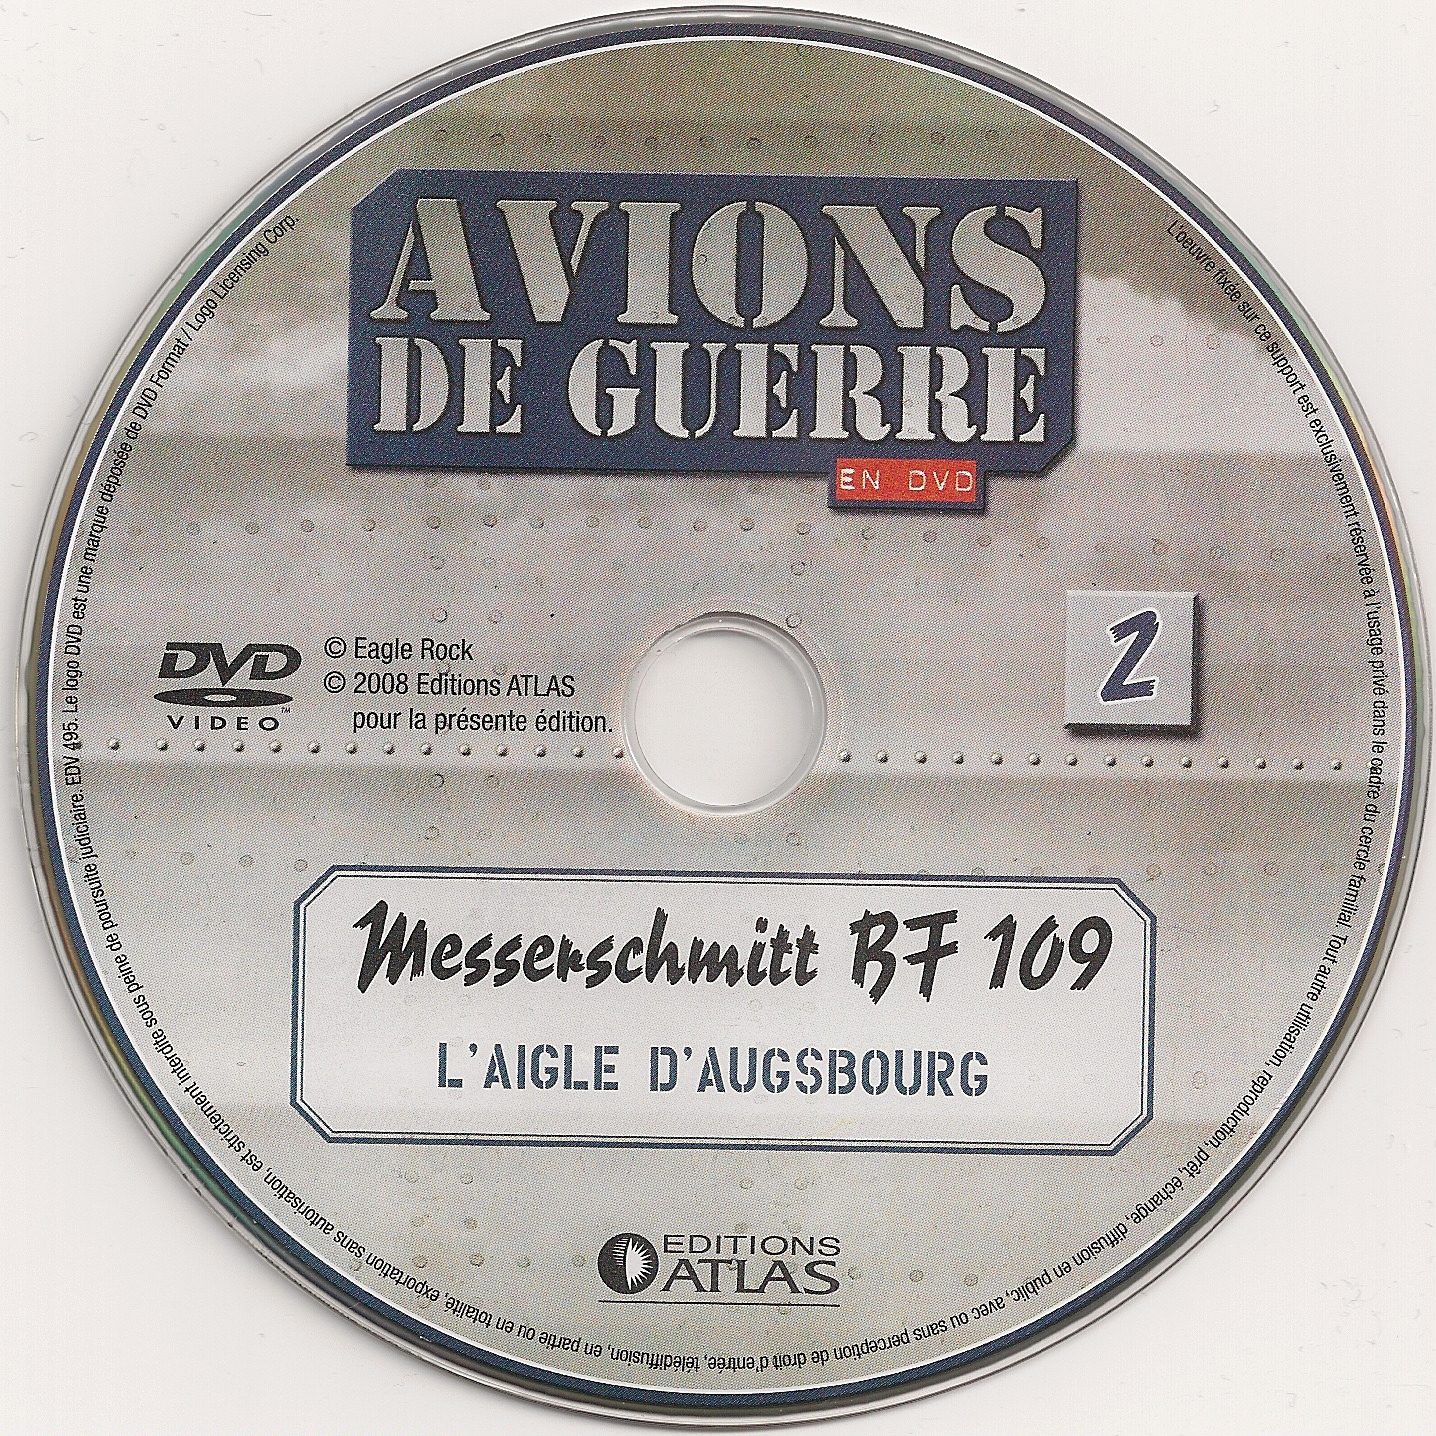 AVIONS
DE GUERRE
EN DVD
2
DVD
VIDEO™
© Eagle Rock
© 2008 Editions ATLAS
pour la présente édition.
Messerschmitt BF 109
L'AIGLE D'AUGSBOURG
EDITIONS
ATLAS
L'oeuvre fixée sur ce support est exclusivement réservée à l'usage privé dans le cadre du cercle familial. Tout autre utilisation, reproduction, prêt, échange, diffusion en public, avec ou sans perception de droit d'entrée, télédiffusion, en partie ou en totalité, exportation sans autorisation, est strictement interdite sous peine de poursuite judiciaire. EDV 495. Le logo DVD est une marque déposée de DVD Format / Logo Licensing Corp.